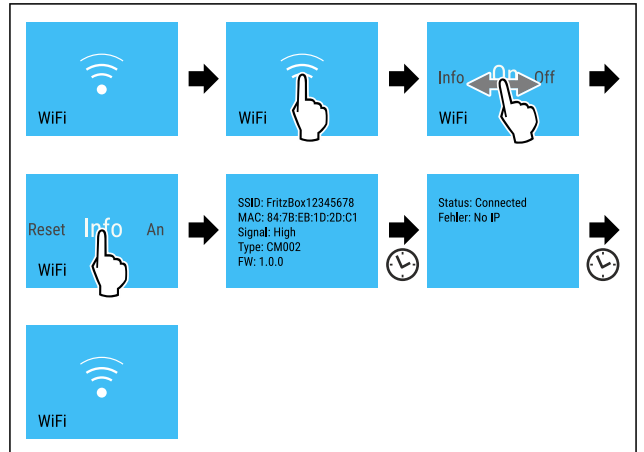 WiFi
WiFi
Info On Off
WiFi
Reset Info An
WiFi
SSID: FritzBox12345678
MAC: 84:7B:EB:1D:2D:C1
Signal: High
Type: CM002
FW: 1.0.0
Status: Connected
Fehler: No IP
WiFi